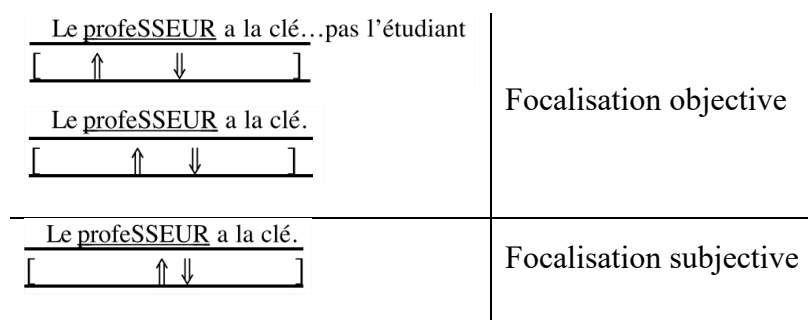 Le profeSSEUR a la clé…pas l’étudiant
[ ⇑ ⇓ ]
Le profeSSEUR a la clé.
[ ⇑ ⇓ ]
Focalisation objective
Le profeSSEUR a la clé.
[ ⇑ ⇓ ]
Focalisation subjective